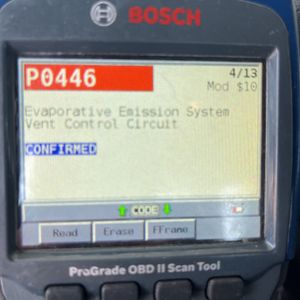 BOSCH
P0446
4/13
Mod $10
Evaporative Emission System
Vent Control Circuit
CONFIRMED
CODE
Read Erase FFrame
ProGrade OBD II Scan Tool